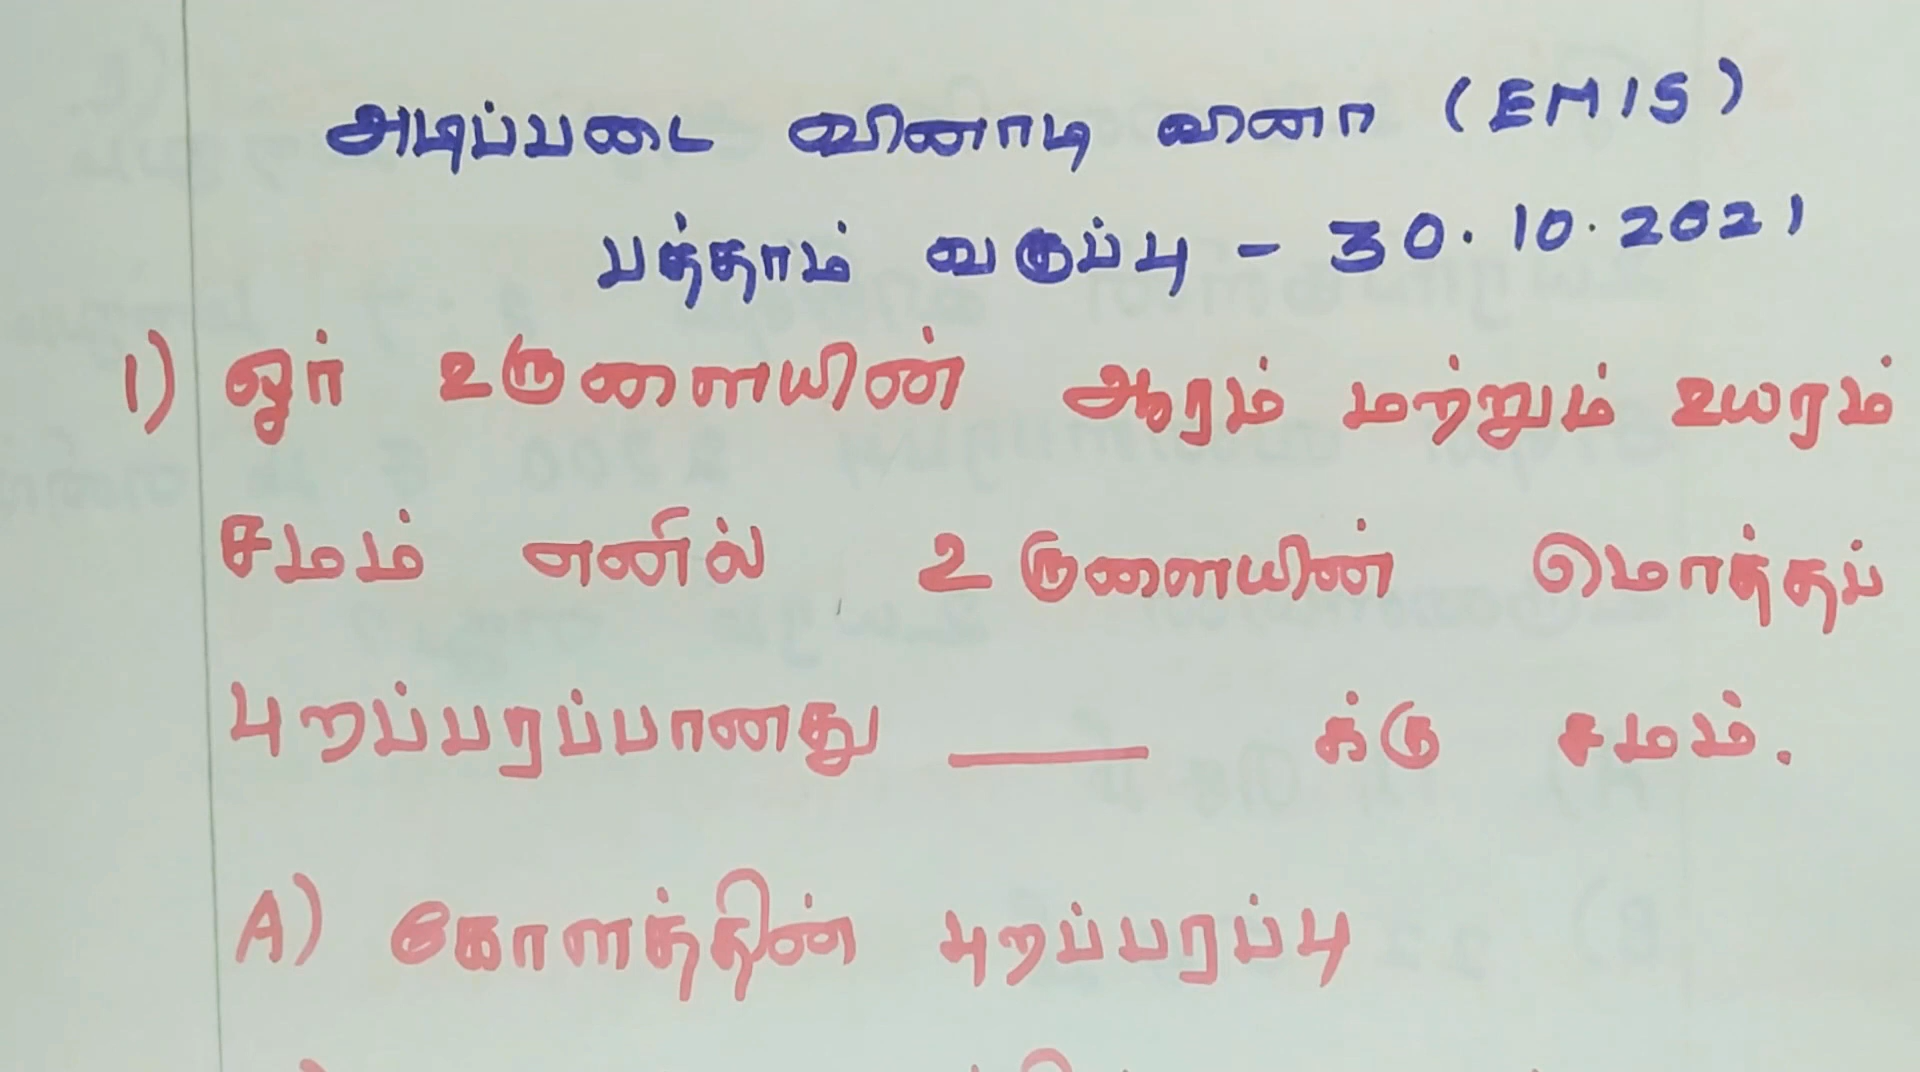 அடிப்படை வினாடி வினா (EMIS)
பத்தாம் வகுப்பு - 30.10.2021
1) ஓர் உருளையின் ஆரம் மற்றும் உயரம்
சமம் எனில் உருளையின் மொத்தப்
புறப்பரப்பானது ______ க்கு சமம்.
A) கோளத்தின் புறப்பரப்பு